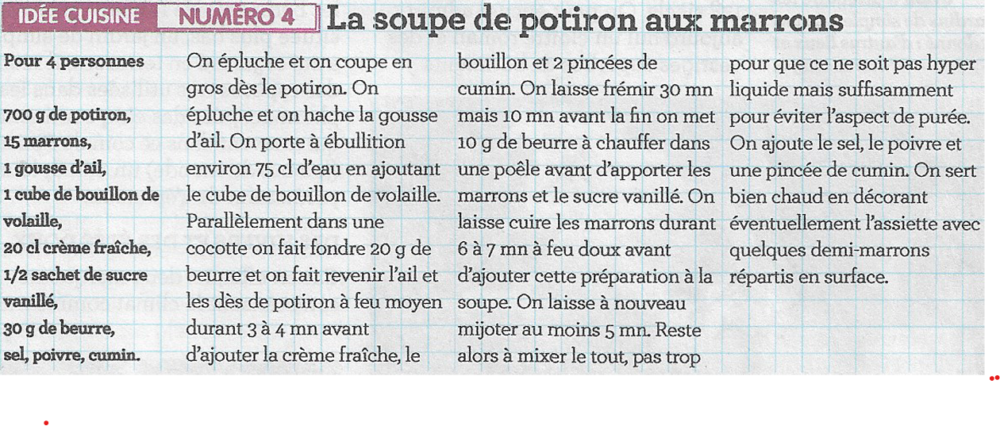 IDÉE CUISINE NUMÉRO 4 La soupe de potiron aux marrons
Pour 4 personnes
700 g de potiron,
15 marrons,
1 gousse d'ail,
1 cube de bouillon de
volaille,
20 cl crème fraîche,
1/2 sachet de sucre
vanillé,
30 g de beurre,
sel, poivre, cumin.
On épluche et on coupe en
gros dès le potiron. On
épluche et on hache la gousse
d'ail. On porte à ébullition
environ 75 cl d'eau en ajoutant
le cube de bouillon de volaille.
Parallèlement dans une
cocotte on fait fondre 20 g de
beurre et on fait revenir l'ail et
les dès de potiron à feu moyen
durant 3 à 4 mn avant
d'ajouter la crème fraîche, le
bouillon et 2 pincées de
cumin. On laisse frémir 30 mn
mais 10 mn avant la fin on met
10 g de beurre à chauffer dans
une poêle avant d'apporter les
marrons et le sucre vanillé. On
laisse cuire les marrons durant
6 à 7 mn à feu doux avant
d'ajouter cette préparation à la
soupe. On laisse à nouveau
mijoter au moins 5 mn. Reste
alors à mixer le tout, pas trop
pour que ce ne soit pas hyper
liquide mais suffisamment
pour éviter l'aspect de purée.
On ajoute le sel, le poivre et
une pincée de cumin. On sert
bien chaud en décorant
éventuellement l'assiette avec
quelques demi-marrons
répartis en surface.